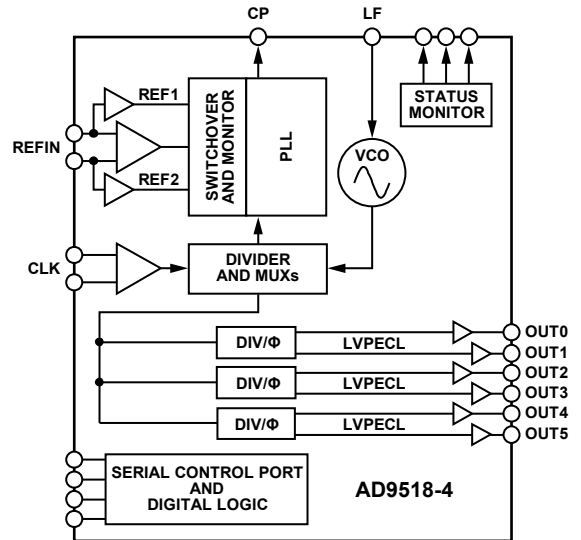 CP
LF
REF1
REFIN
REF2
SWITCHOVER
AND MONITOR
PLL
VCO
STATUS
MONITOR
CLK
DIVIDER
AND MUXs
DIV/Φ
LVPECL
OUT0
OUT1
DIV/Φ
LVPECL
OUT2
OUT3
DIV/Φ
LVPECL
OUT4
OUT5
SERIAL CONTROL PORT
AND
DIGITAL LOGIC
AD9518-4